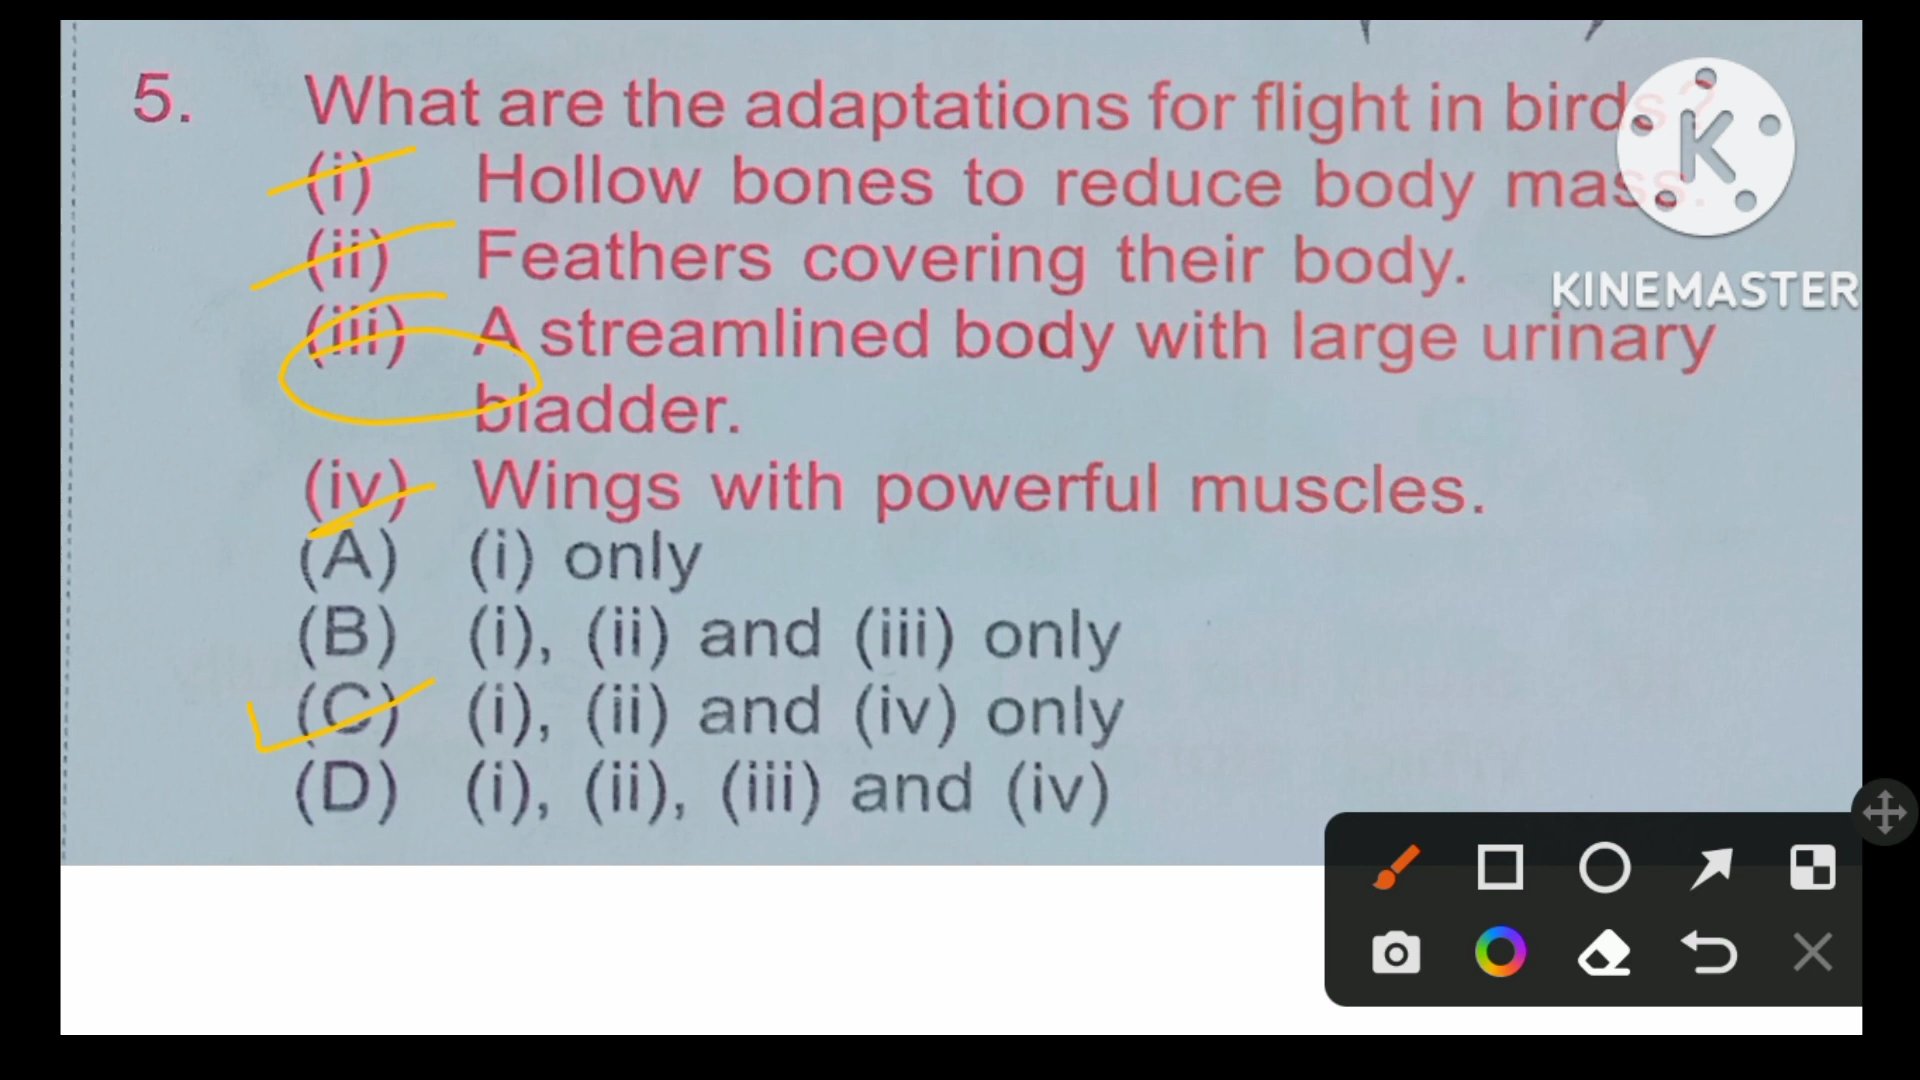 5. What are the adaptations for flight in birds?
(i) Hollow bones to reduce body mass.
(ii) Feathers covering their body.
(iii) A streamlined body with large urinary
bladder.
(iv) Wings with powerful muscles.
(A) (i) only
(B) (i), (ii) and (iii) only
(C) (i), (ii) and (iv) only
(D) (i), (ii), (iii) and (iv)
K
KINEMASTER